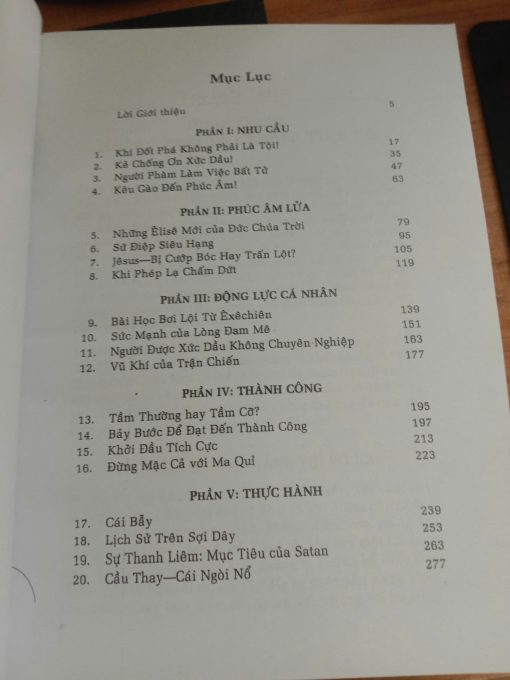 Mục Lục
Lời Giới thiệu 5
PHẦN I: NHU CẦU
1. Khi Đốt Phá Không Phải Là Tội! 17
2. Kẻ Chống Ơn Xức Dầu! 35
3. Người Phàm Làm Việc Bất Tử 47
4. Kêu Gào Đến Phúc Âm! 63
PHẦN II: PHÚC ÂM LỬA
5. Những Êlisê Mới của Đức Chúa Trời 79
6. Sứ Điệp Siêu Hạng 95
7. Jêsus—Bị Cướp Bóc Hay Trấn Lột? 105
8. Khi Phép Lạ Chấm Dứt 119
PHẦN III: ĐỘNG LỰC CÁ NHÂN
9. Bài Học Bơi Lội Từ Êxêchiên 139
10. Sức Mạnh của Lòng Đam Mê 151
11. Người Được Xức Dầu Không Chuyên Nghiệp 163
12. Vũ Khí của Trận Chiến 177
PHẦN IV: THÀNH CÔNG
13. Tầm Thường hay Tầm Cỡ? 195
14. Bảy Bước Để Đạt Đến Thành Công 197
15. Khởi Đầu Tích Cực 213
16. Đừng Mặc Cả với Ma Quỉ 223
PHẦN V: THỰC HÀNH
17. Cái Bẫy 239
18. Lịch Sử Trên Sợi Dây 253
19. Sự Thanh Liêm: Mục Tiêu của Satan 263
20. Cầu Thay—Cái Ngòi Nổ 277